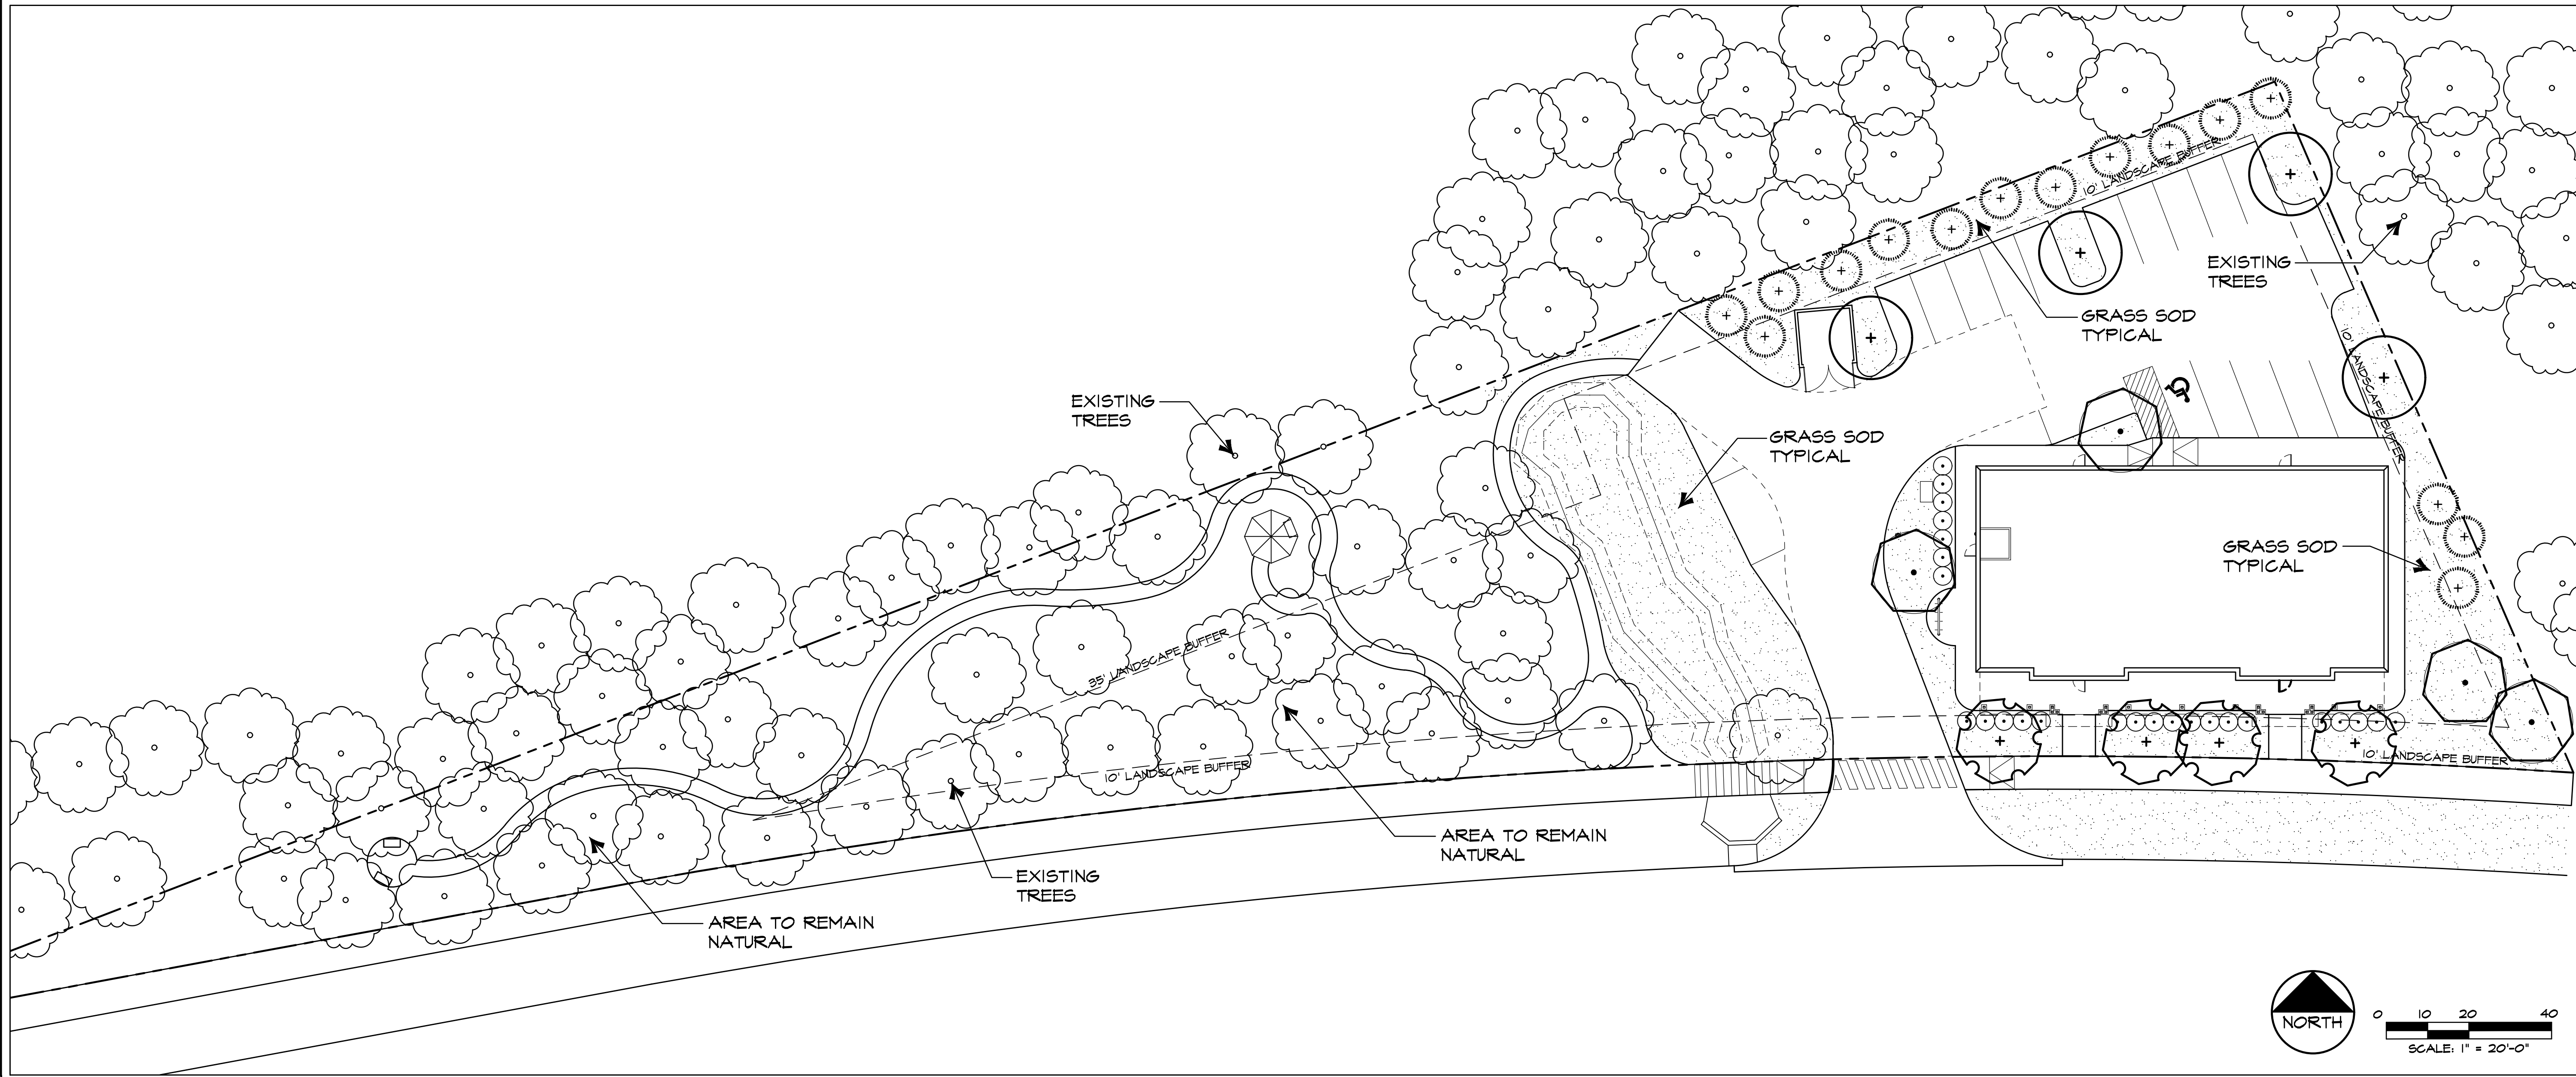 10' LANDSCAPE BUFFER
EXISTING
TREES
GRASS SOD
TYPICAL
10' LANDSCAPE BUFFER
EXISTING
TREES
GRASS SOD
TYPICAL
GRASS SOD
TYPICAL
35' LANDSCAPE BUFFER
10' LANDSCAPE BUFFER
10' LANDSCAPE BUFFER
AREA TO REMAIN
NATURAL
EXISTING
TREES
AREA TO REMAIN
NATURAL
NORTH
0 10 20 40
SCALE: 1" = 20'-0"